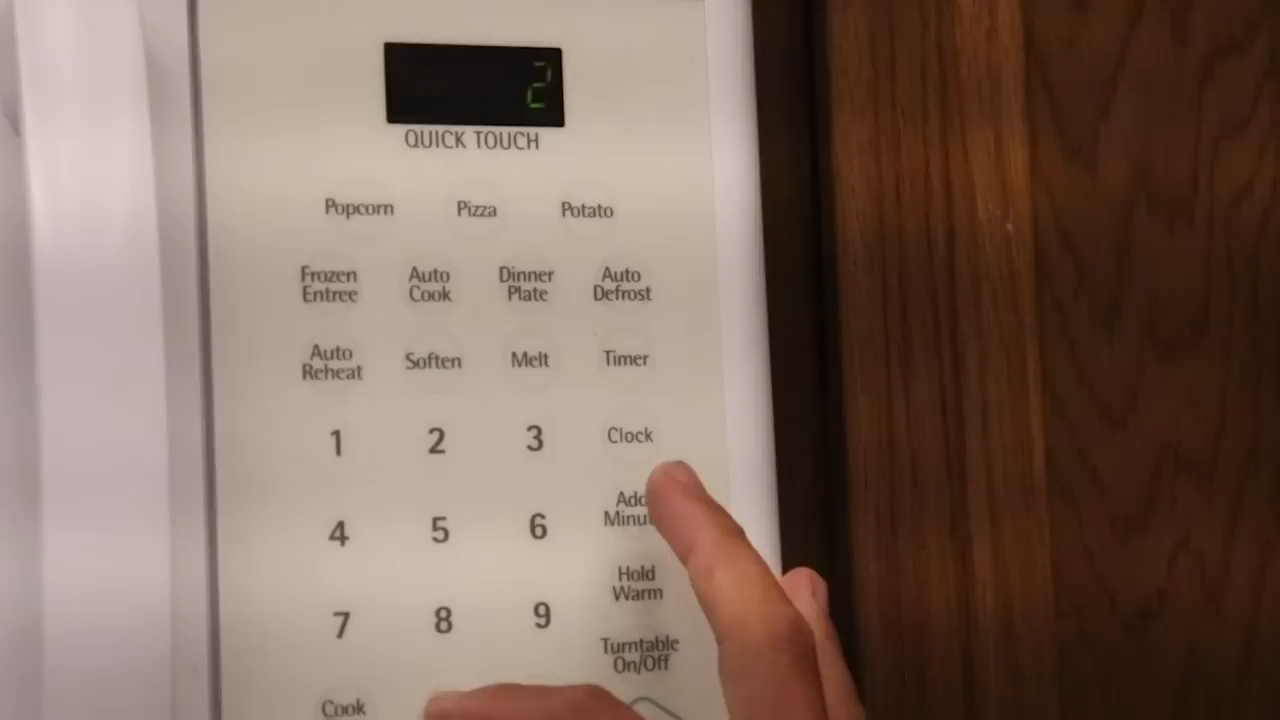 2
QUICK TOUCH
Popcorn Pizza Potato
Frozen Entree Auto Cook Dinner Plate Auto Defrost
Auto Reheat Soften Melt Timer
1 2 3 Clock
4 5 6 Add
7 8 9 Hold Warm
Turntable On/Off
Cook